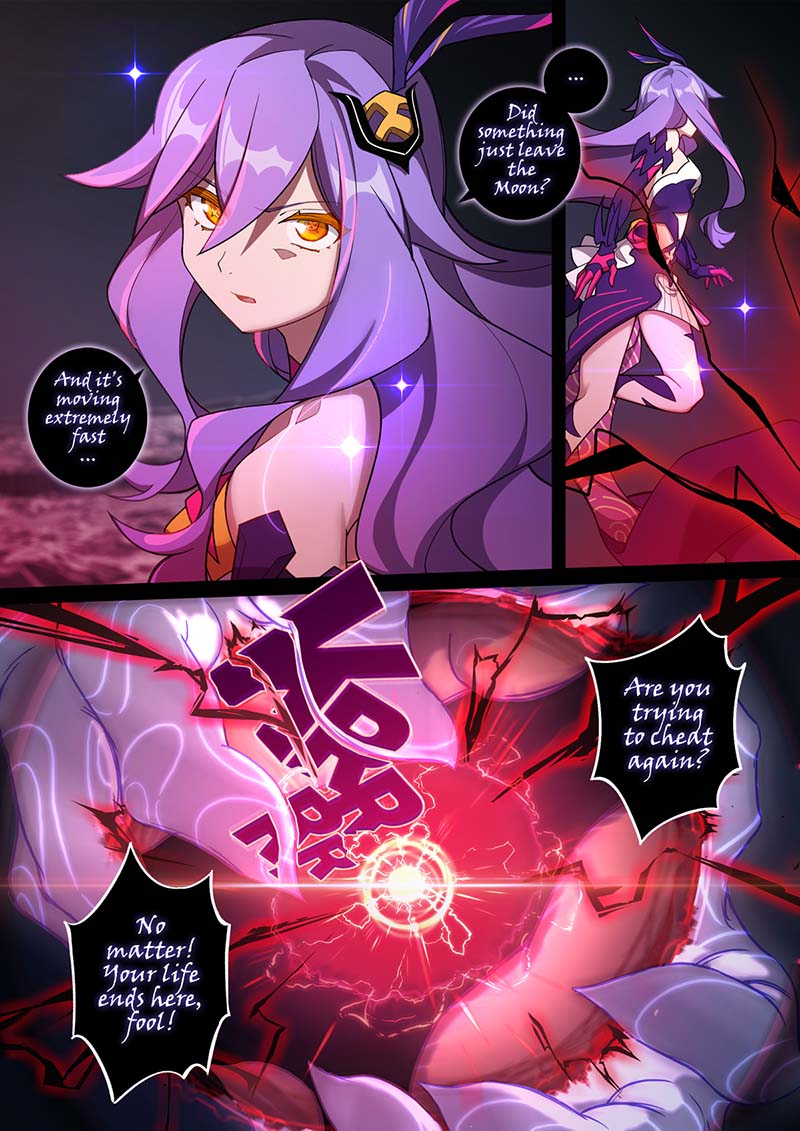 ...
Did
something
just leave
the
Moon?
And it's
moving
extremely
fast
...
Are you
trying
to cheat
again?
No
matter!
Your life
ends here,
fool!